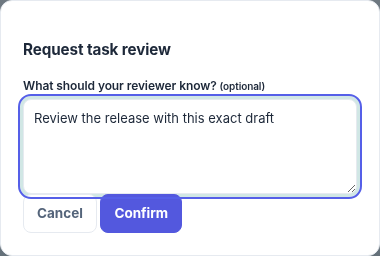 Request task review
What should your reviewer know? (optional)
Review the release with this exact draft
Cancel Confirm